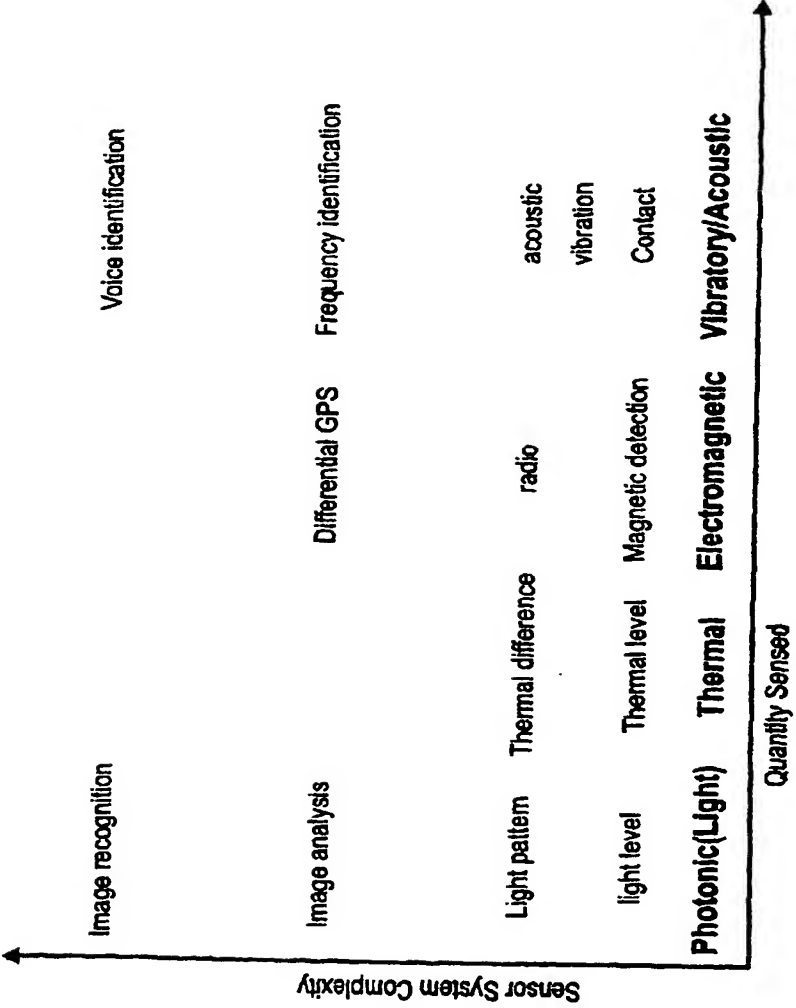 Image recognition
Voice identification
Image analysis
Differential GPS
Frequency identification
Light pattern
Thermal difference
radio
acoustic
vibration
light level
Thermal level
Magnetic detection
Contact
Photonic(Light)
Thermal
Electromagnetic
Vibratory/Acoustic
Quantity Sensed
Sensor System Complexity